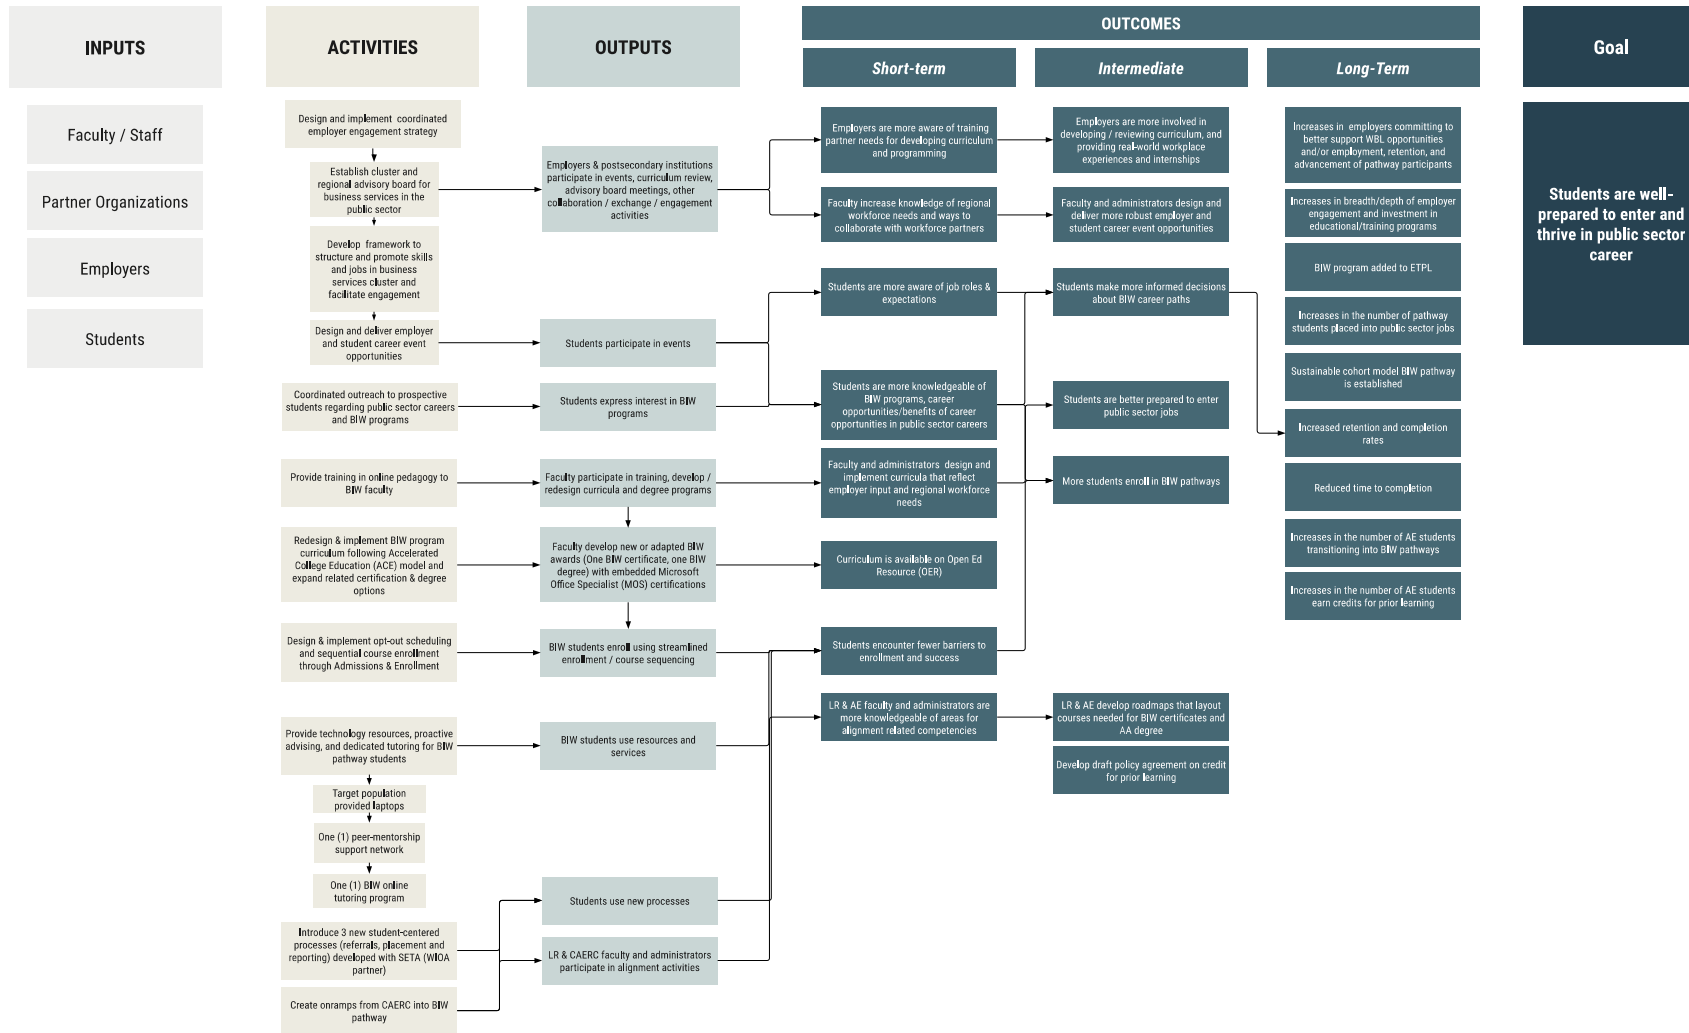 INPUTS
Faculty / Staff
Partner Organizations
Employers
Students
ACTIVITIES
Design and implement coordinated
employer engagement strategy
Establish cluster and
regional advisory board for
business services in the
public sector
Develop framework to
structure and promote skills
and jobs in business
services cluster and
facilitate engagement
Design and deliver employer
and student career event
opportunities
Coordinated outreach to prospective
students regarding public sector careers
and BIW programs
Provide training in online pedagogy to
BIW faculty
Redesign & implement BIW program
curriculum following Accelerated
College Education (ACE) model and
expand related certification & degree
options
Design & implement opt-out scheduling
and sequential course enrollment
through Admissions & Enrollment
Provide technology resources, proactive
advising, and dedicated tutoring for BIW
pathway students
Target population
provided laptops
One (1) peer-mentorship
support network
One (1) BIW online
tutoring program
Introduce 3 new student-centered
processes (referrals, placement and
reporting) developed with SETA (WIOA
partner)
Create onramps from CAERC into BIW
pathway
OUTPUTS
Employers & postsecondary institutions
participate in events, curriculum review,
advisory board meetings, other
collaboration / exchange / engagement
activities
Students participate in events
Students express interest in BIW
programs
Faculty participate in training, develop /
redesign curricula and degree programs
Faculty develop new or adapted BIW
awards (One BIW certificate, one BIW
degree) with embedded Microsoft
Office Specialist (MOS) certifications
BIW students enroll using streamlined
enrollment / course sequencing
BIW students use resources and
services
Students use new processes
LR & CAERC faculty and administrators
participate in alignment activities
OUTCOMES
Short-term
Employers are more aware of training
partner needs for developing curriculum
and programming
Faculty increase knowledge of regional
workforce needs and ways to
collaborate with workforce partners
Students are more aware of job roles &
expectations
Students are more knowledgeable of
BIW programs, career
opportunities/benefits of career
opportunities in public sector careers
Faculty and administrators design and
implement curricula that reflect
employer input and regional workforce
needs
Curriculum is available on Open Ed
Resource (OER)
Students encounter fewer barriers to
enrollment and success
LR & AE faculty and administrators are
more knowledgeable of areas for
alignment related competencies
Intermediate
Employers are more involved in
developing / reviewing curriculum, and
providing real-world workplace
experiences and internships
Faculty and administrators design and
deliver more robust employer and
student career event opportunities
Students make more informed decisions
about BIW career paths
Students are better prepared to enter
public sector jobs
More students enroll in BIW pathways
LR & AE develop roadmaps that layout
courses needed for BIW certificates and
AA degree
Develop draft policy agreement on credit
for prior learning
Long-Term
Increases in employers committing to
better support WBL opportunities
and/or employment, retention, and
advancement of pathway participants
Increases in breadth/depth of employer
engagement and investment in
educational/training programs
BIW program added to ETPL
Increases in the number of pathway
students placed into public sector jobs
Sustainable cohort model BIW pathway
is established
Increased retention and completion
rates
Reduced time to completion
Increases in the number of AE students
transitioning into BIW pathways
Increases in the number of AE students
earn credits for prior learning
Goal
Students are well-
prepared to enter and
thrive in public sector
career